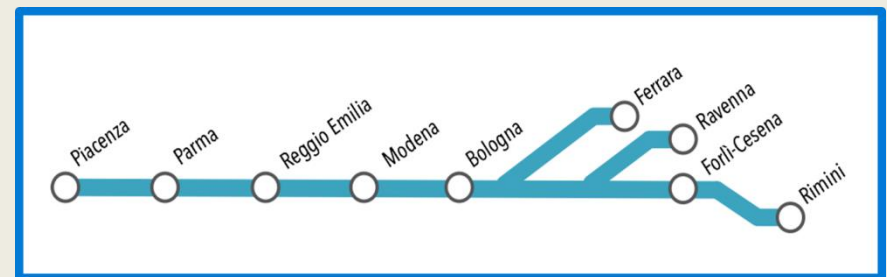 Piacenza
Parma
Reggio Emilia
Modena
Bologna
Ferrara
Ravenna
Forlì-Cesena
Rimini